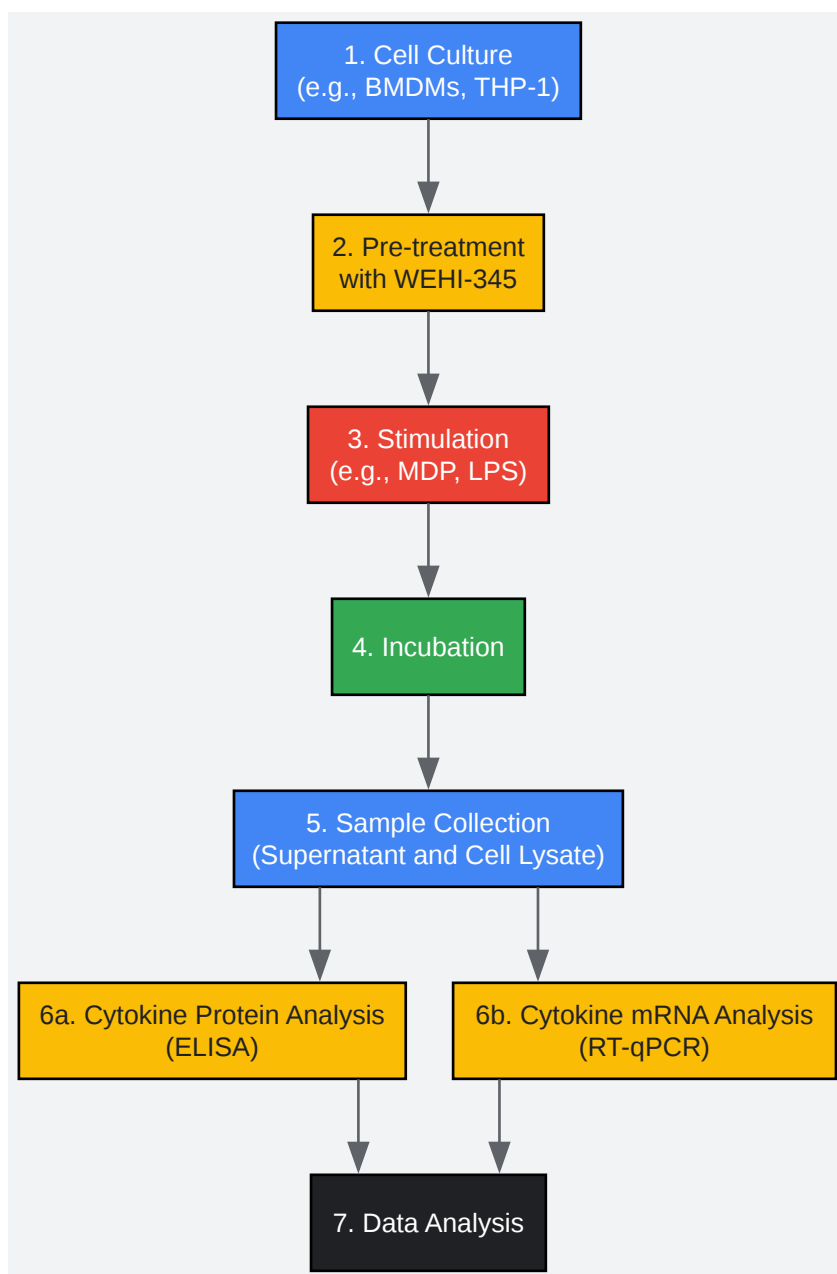 1. Cell Culture
(e.g., BMDMs, THP-1)
2. Pre-treatment
with WEHI-345
3. Stimulation
(e.g., MDP, LPS)
4. Incubation
5. Sample Collection
(Supernatant and Cell Lysate)
6a. Cytokine Protein Analysis
(ELISA)
6b. Cytokine mRNA Analysis
(RT-qPCR)
7. Data Analysis